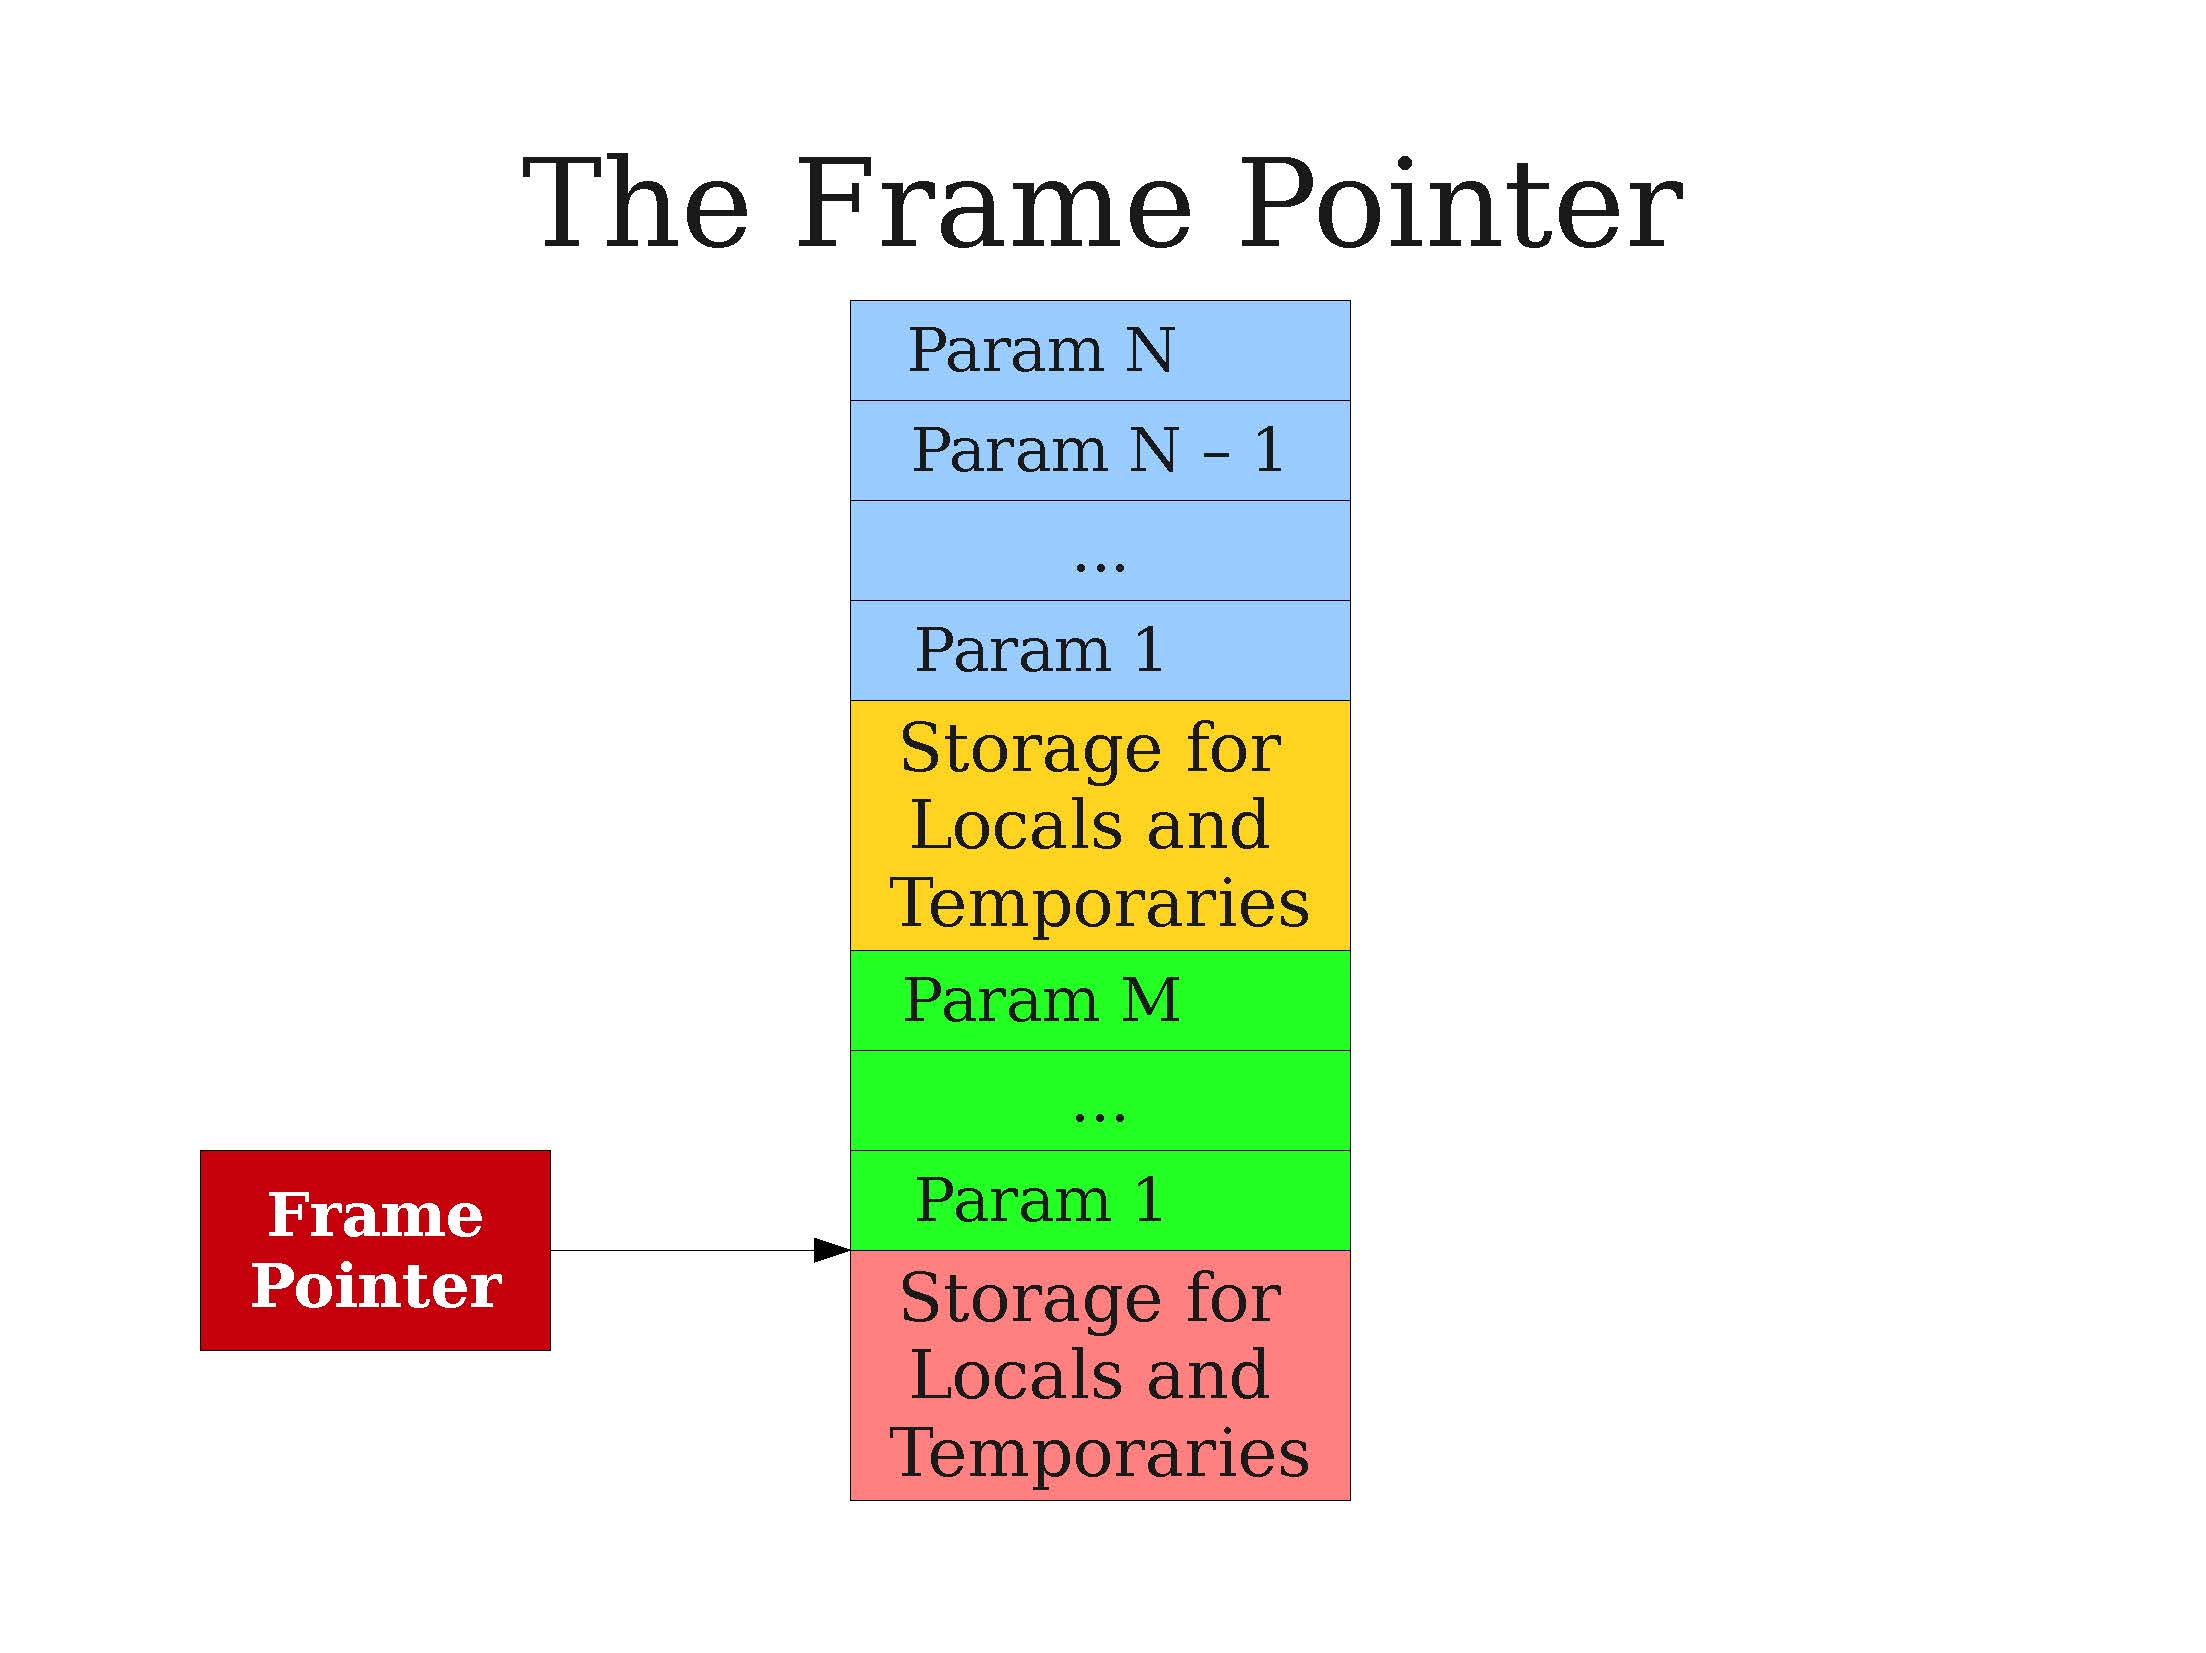 The Frame Pointer
Param N
Param N – 1
...
Param 1
Storage for
Locals and
Temporaries
Param M
...
Param 1
Frame
Pointer
Storage for
Locals and
Temporaries